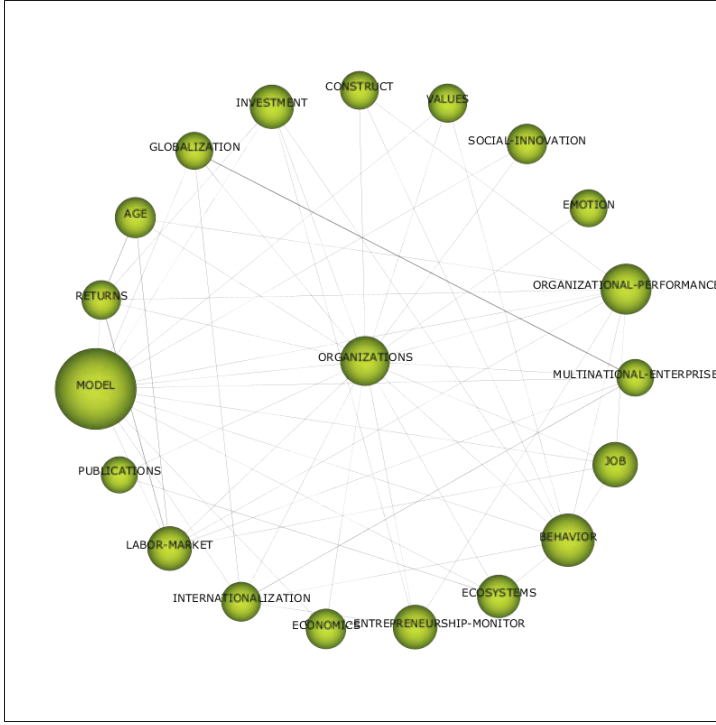 CONSTRUCT
VALUES
INVESTMENT
SOCIAL-INNOVATION
GLOBALIZATION
EMOTION
AGE
ORGANIZATIONAL-PERFORMANCE
RETURNS
ORGANIZATIONS
MULTINATIONAL-ENTERPRISE
MODEL
JOB
PUBLICATIONS
BEHAVIOR
LABOR-MARKET
ECOSYSTEMS
INTERNATIONALIZATION
ECONOMICS
ENTREPRENEURSHIP-MONITOR